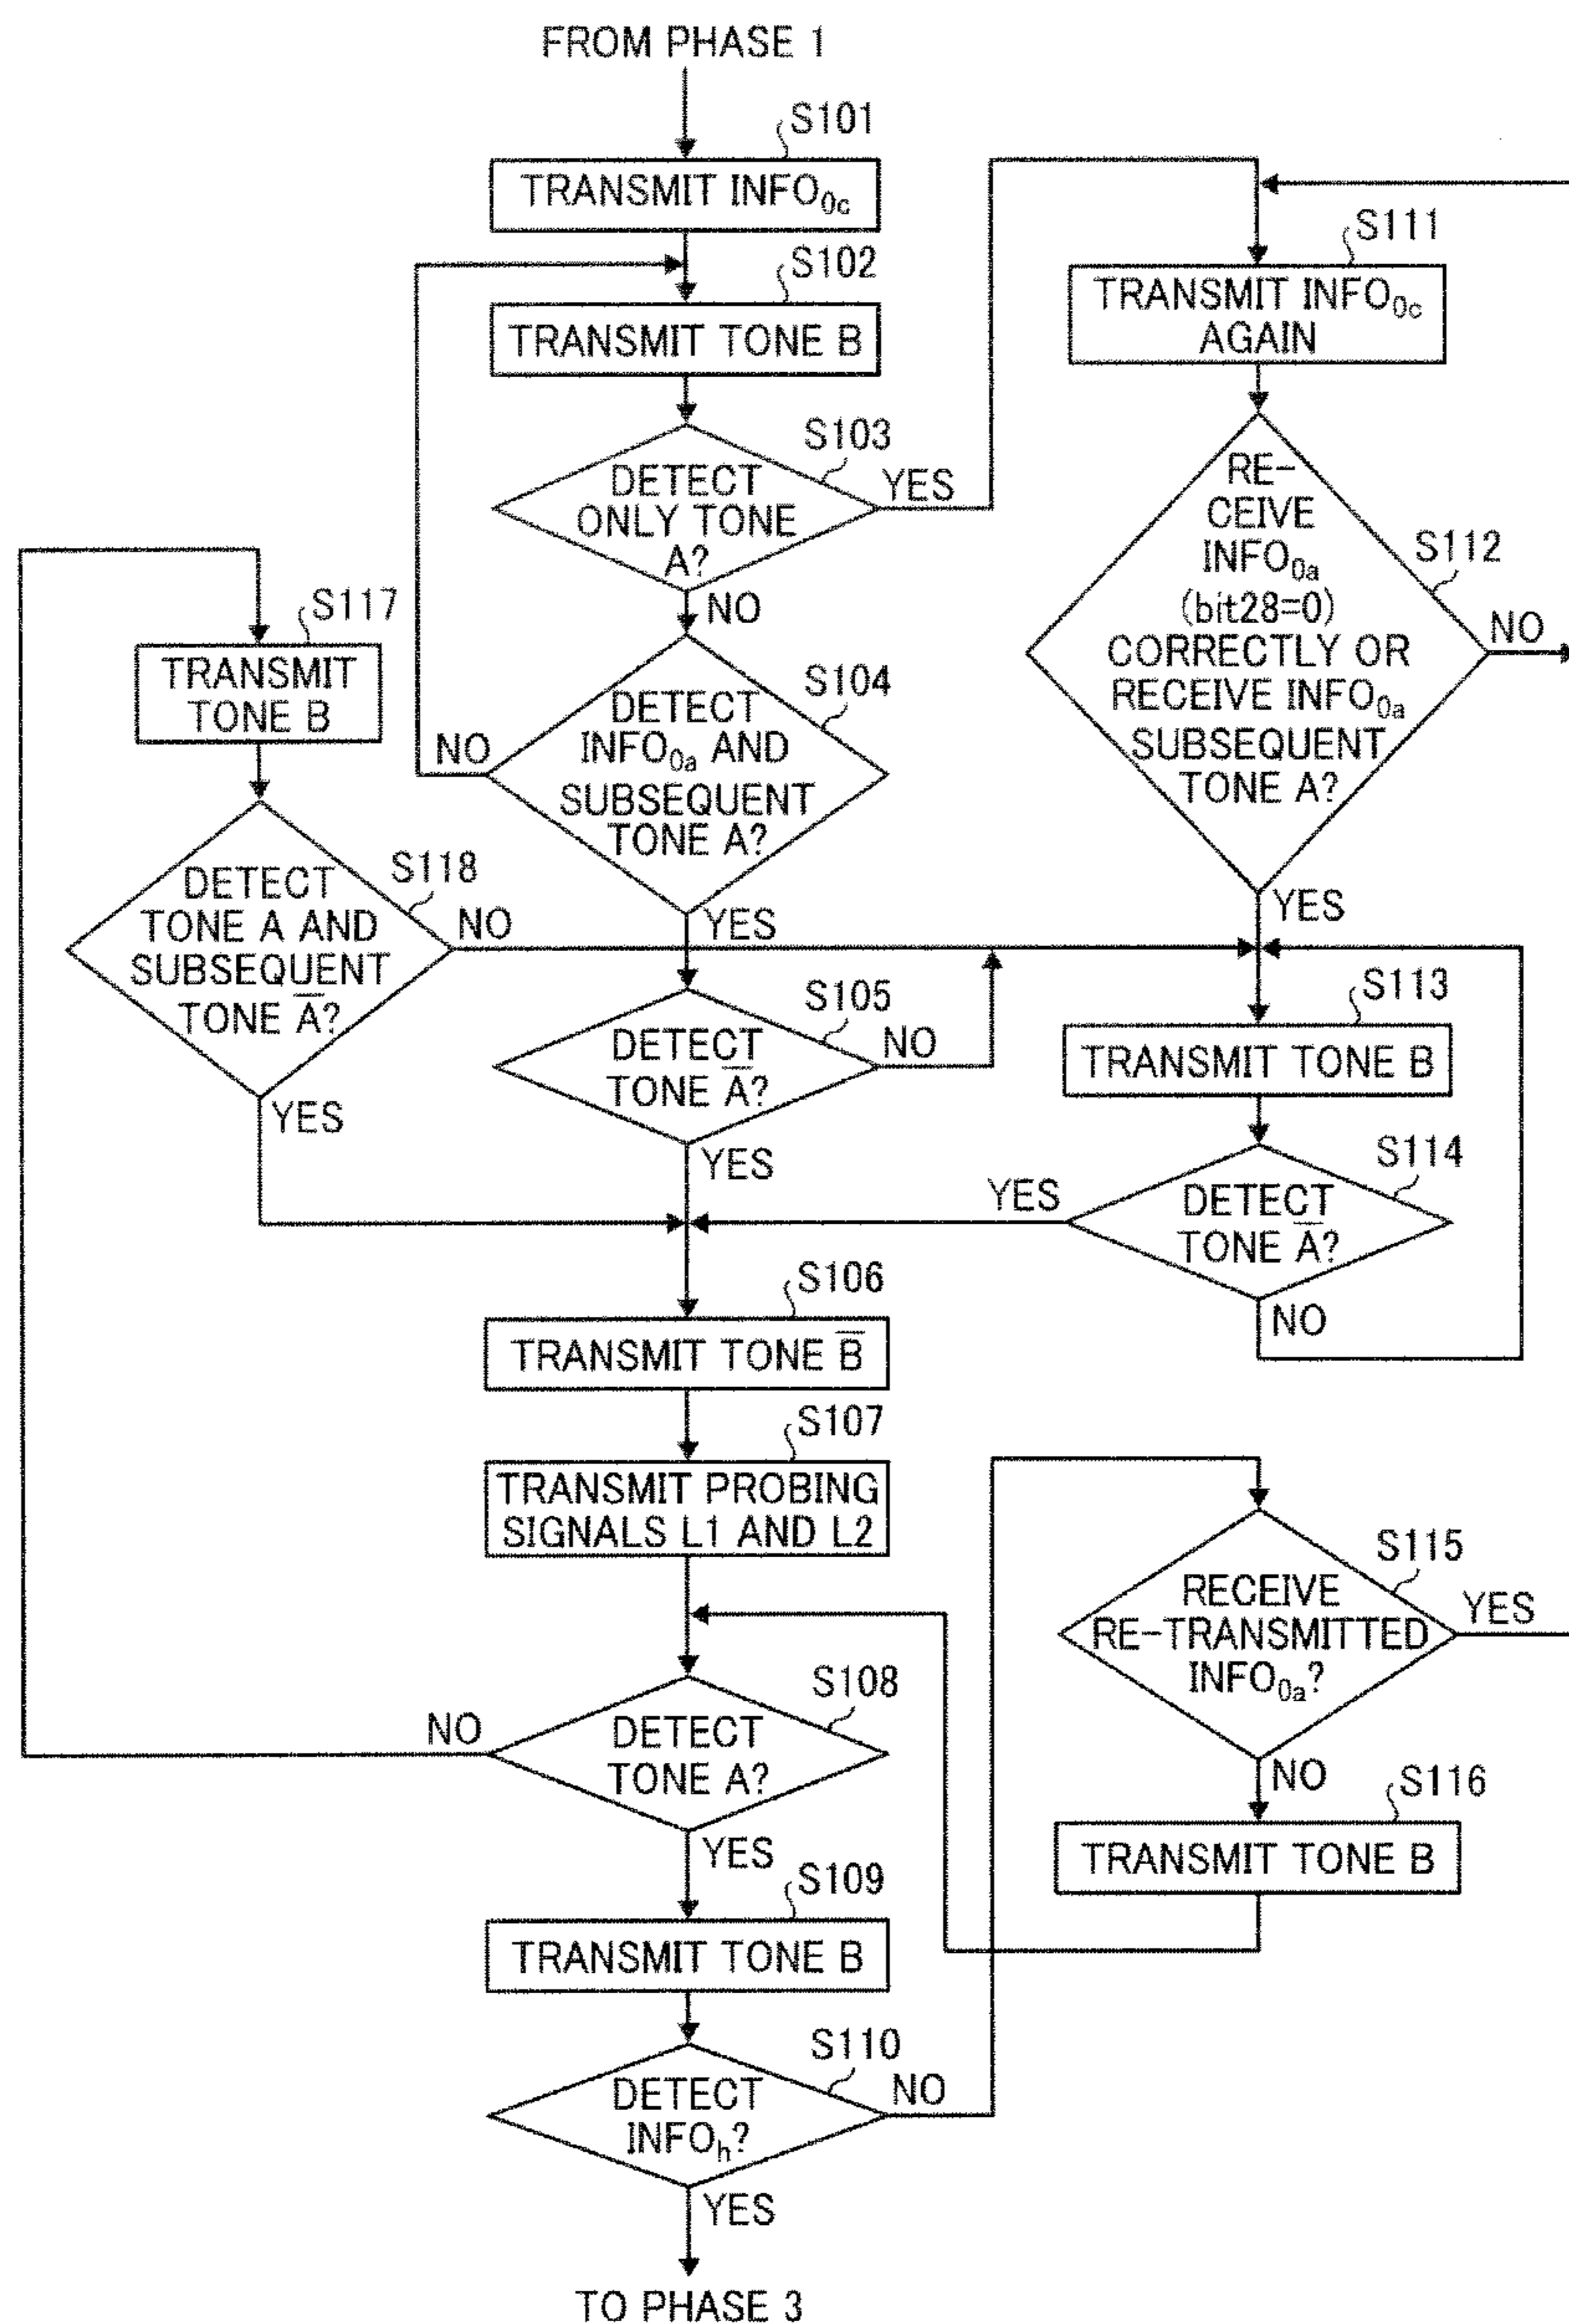 FROM PHASE 1
S101
TRANSMIT INFO0c
S102
TRANSMIT TONE B
S103
DETECT
ONLY TONE
A?
YES
NO
S104
DETECT
INFO0a AND
SUBSEQUENT
TONE A?
NO
YES
S105
DETECT
TONE A̅?
NO
YES
S106
TRANSMIT TONE B̅
S107
TRANSMIT PROBING
SIGNALS L1 AND L2
S108
DETECT
TONE A?
NO
YES
S109
TRANSMIT TONE B
S110
DETECT
INFOh?
NO
YES
TO PHASE 3
S111
TRANSMIT INFO0c
AGAIN
S112
RE-
CEIVE
INFO0a
(bit28=0)
CORRECTLY OR
RECEIVE INFO0a
SUBSEQUENT
TONE A?
NO
YES
S113
TRANSMIT TONE B
S114
DETECT
TONE A̅?
YES
NO
S115
RECEIVE
RE-TRANSMITTED
INFO0a?
YES
NO
S116
TRANSMIT TONE B
S117
TRANSMIT
TONE B
S118
DETECT
TONE A AND
SUBSEQUENT
TONE A̅?
NO
YES